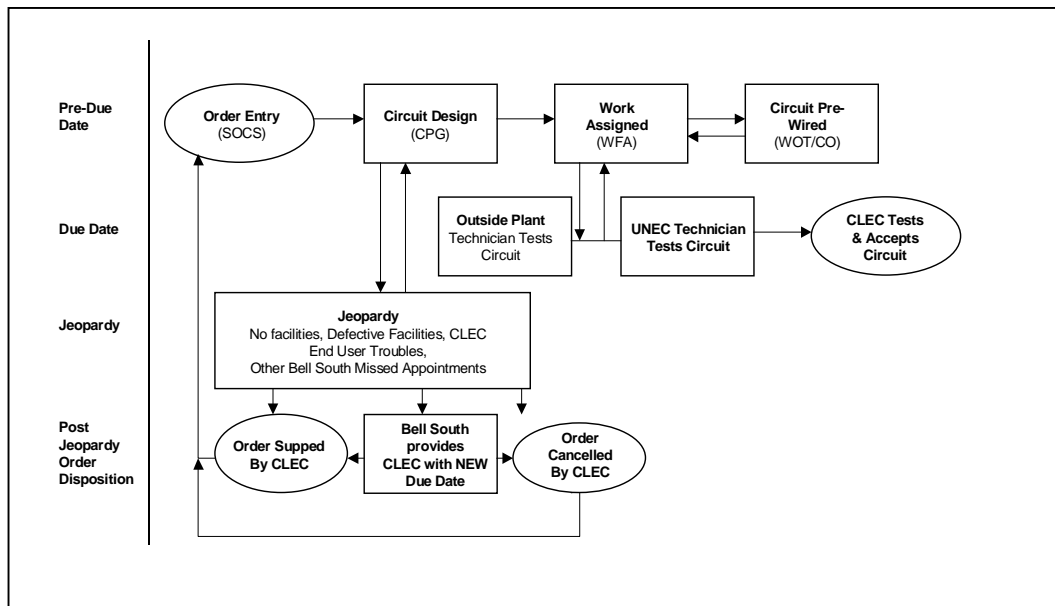 Pre-Due
Date
Order Entry
(SOCS)
Circuit Design
(CPG)
Work
Assigned
(WFA)
Circuit Pre-
Wired
(WOT/CO)
Due Date
Outside Plant
Technician Tests
Circuit
UNEC Technician
Tests Circuit
CLEC Tests
& Accepts
Circuit
Jeopardy
Jeopardy
No facilities, Defective Facilities, CLEC
End User Troubles,
Other Bell South Missed Appointments
Post
Jeopardy
Order
Disposition
Order Supped
By CLEC
Bell South
provides
CLEC with NEW
Due Date
Order
Cancelled
By CLEC